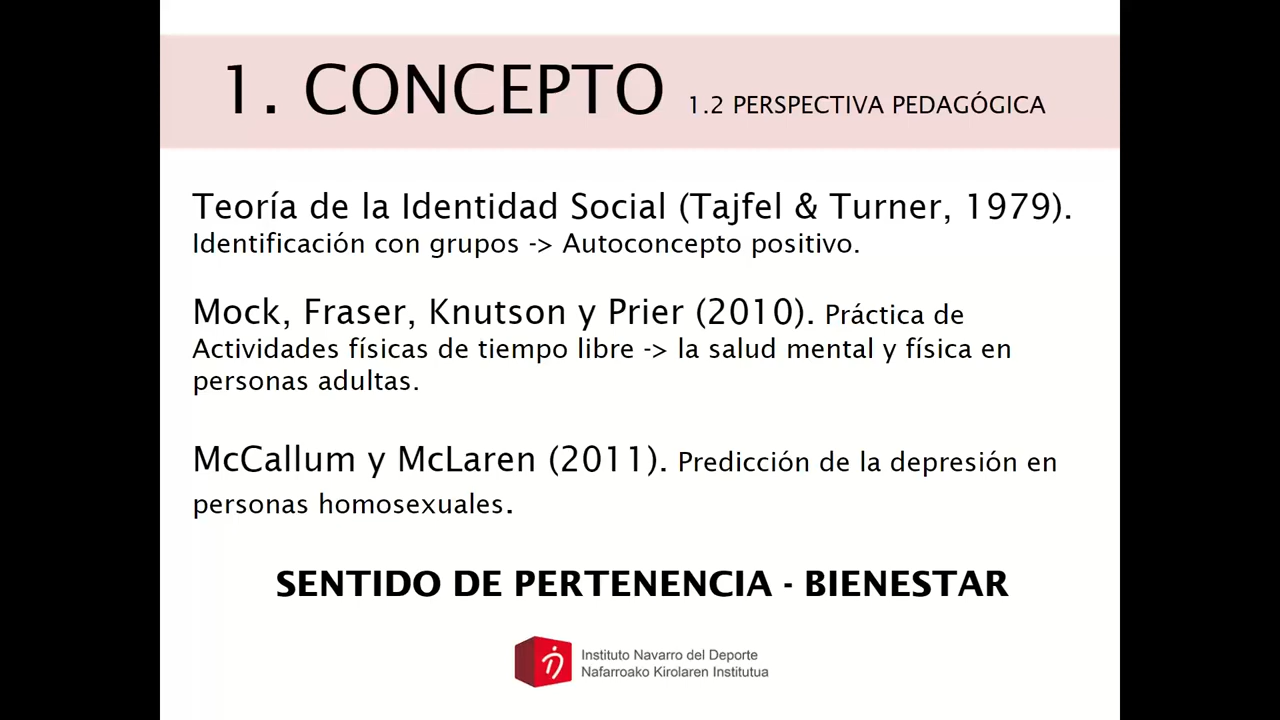 1. CONCEPTO 1.2 PERSPECTIVA PEDAGÓGICA
Teoría de la Identidad Social (Tajfel & Turner, 1979).
Identificación con grupos -> Autoconcepto positivo.
Mock, Fraser, Knutson y Prier (2010). Práctica de
Actividades físicas de tiempo libre -> la salud mental y física en
personas adultas.
McCallum y McLaren (2011). Predicción de la depresión en
personas homosexuales.
SENTIDO DE PERTENENCIA - BIENESTAR
Instituto Navarro del Deporte
Nafarroako Kirolaren Institutua